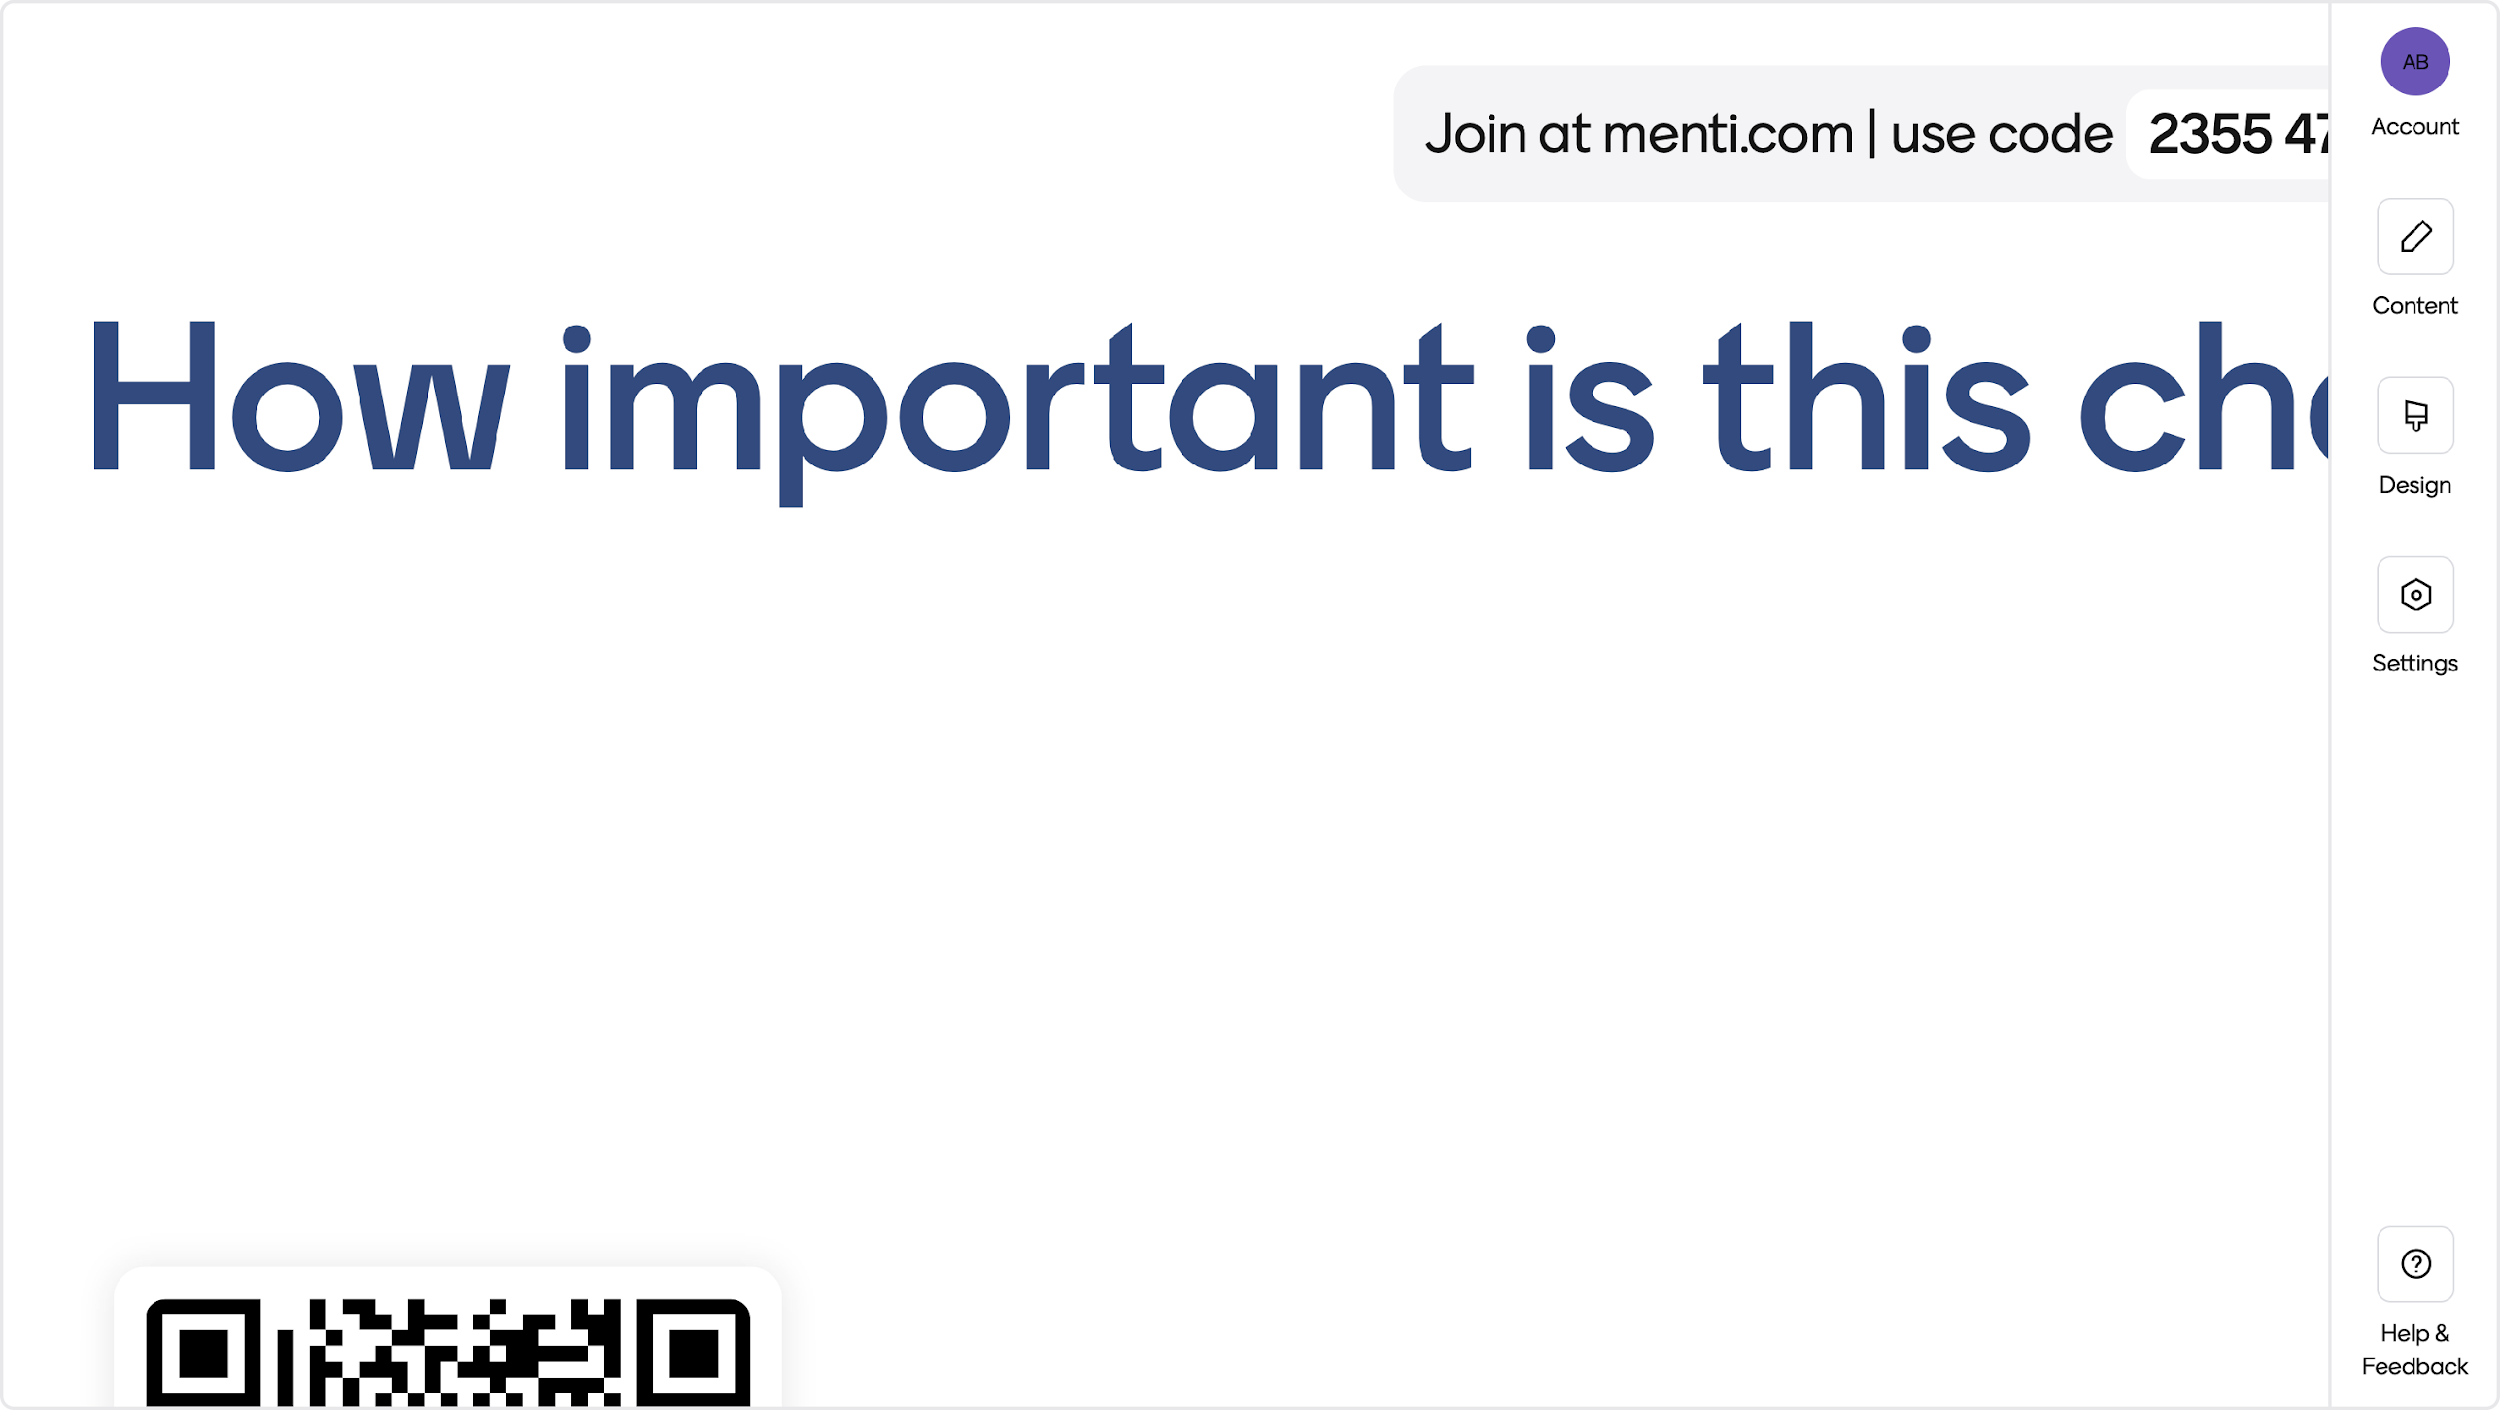 Join at menti.com | use code 2355
How important is this
AB
Account
Content
Design
Settings
Help &
Feedback